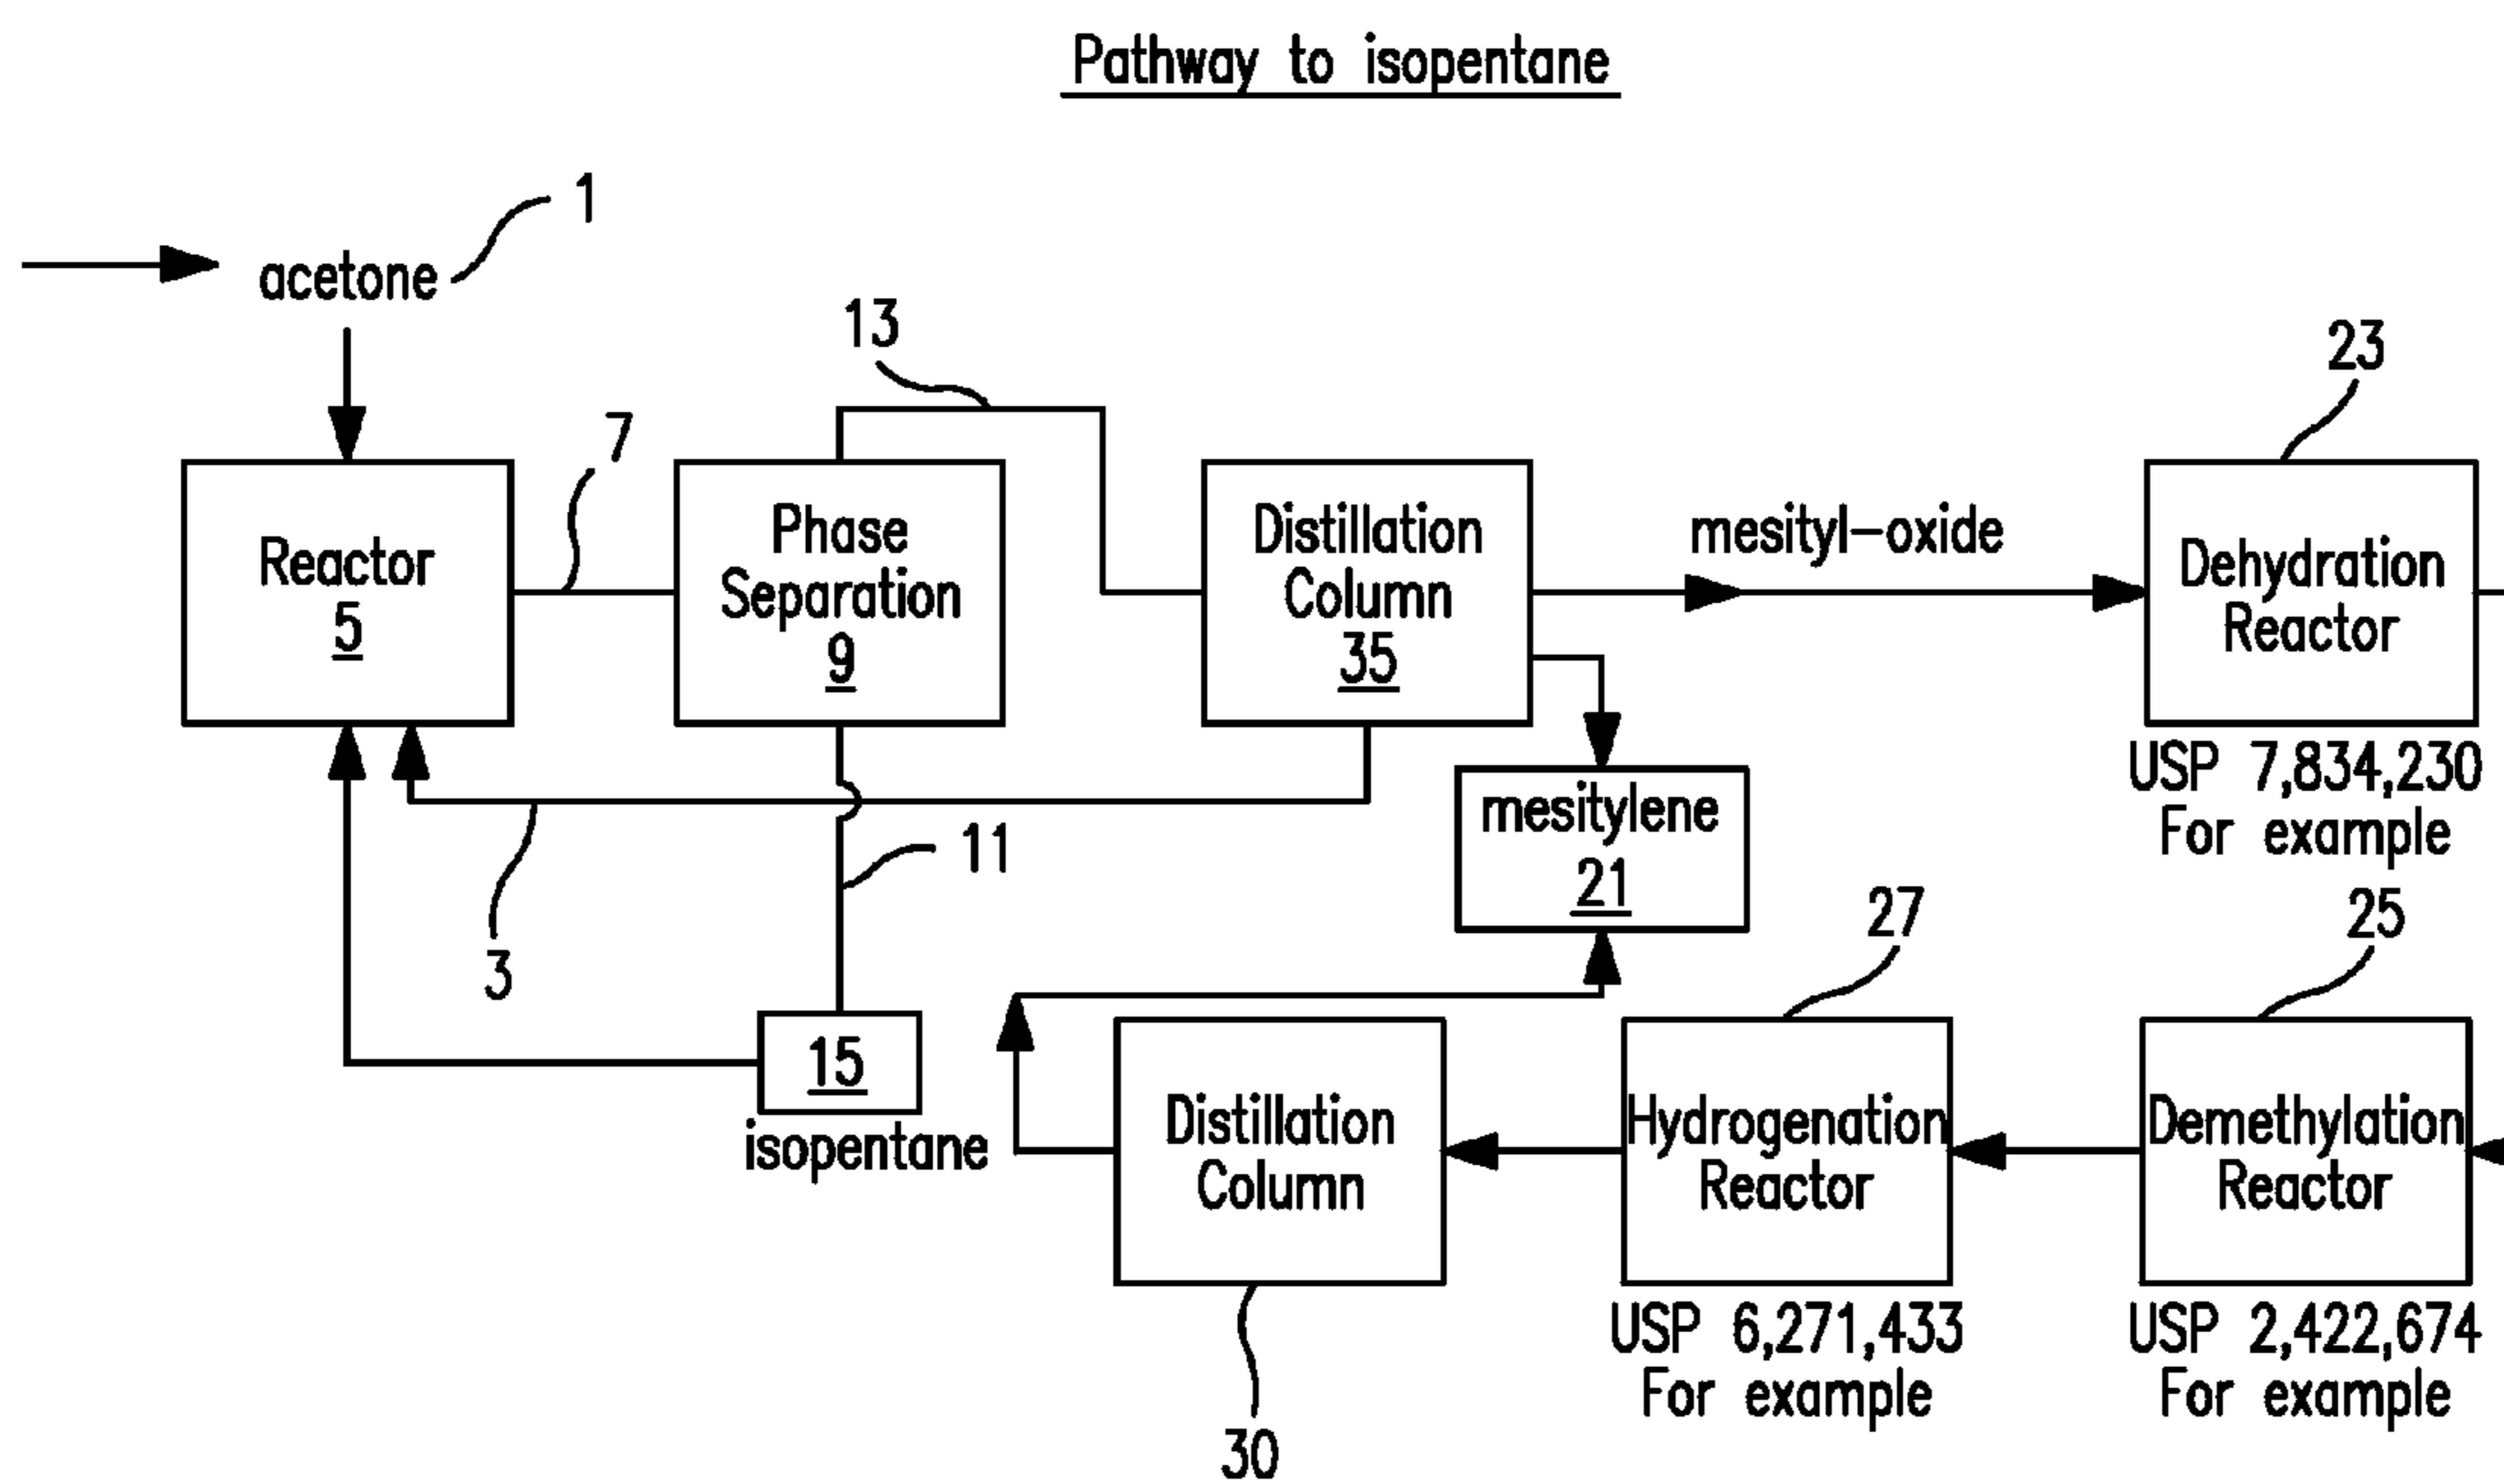 Pathway to isopentane
1
acetone
13
23
7
Reactor
5
Phase
Separation
9
Distillation
Column
35
mesityl-oxide
Dehydration
Reactor
USP 7,834,230
For example
mesitylene
21
11
3
27
25
15
isopentane
Distillation
Column
Hydrogenation
Reactor
Demethylation
Reactor
USP 6,271,433
For example
USP 2,422,674
For example
30